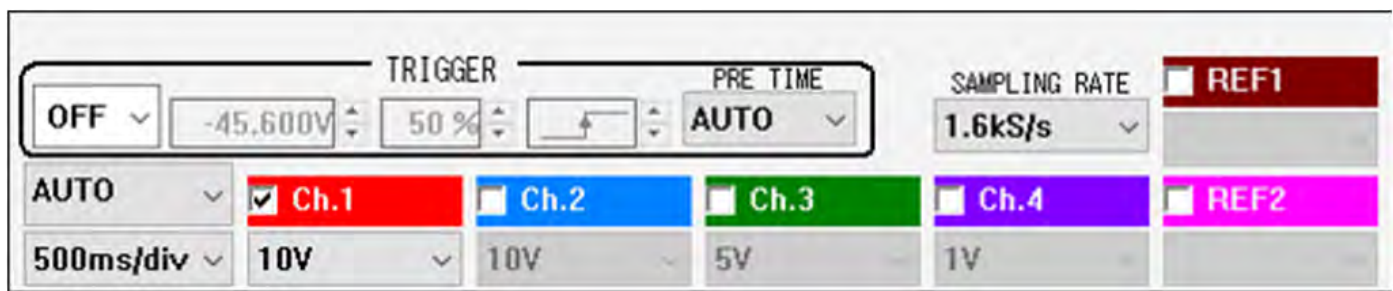 TRIGGER
PRE TIME
SAMPLING RATE
REF1
OFF
-45.600V
50 %
AUTO
1.6kS/s
AUTO
Ch.1
Ch.2
Ch.3
Ch.4
REF2
500ms/div
10V
10V
5V
1V